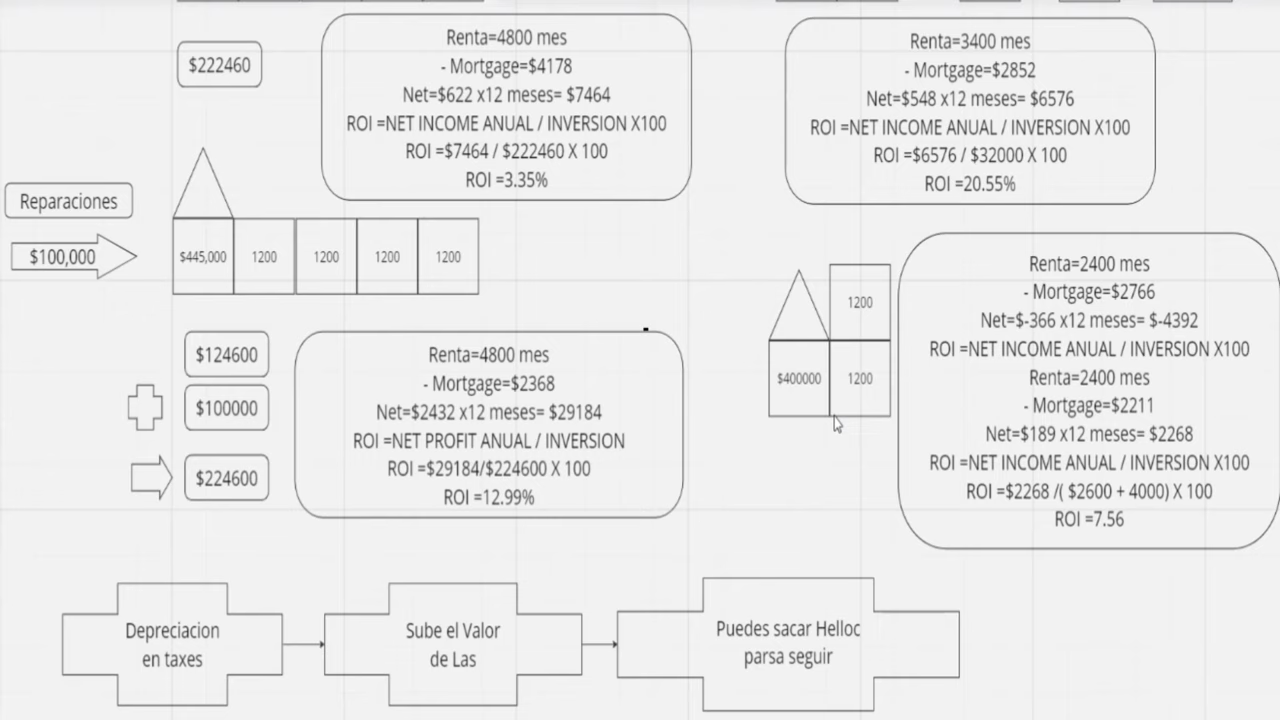 $222460
Renta=4800 mes
- Mortgage=$4178
Net=$622 x12 meses= $7464
ROI =NET INCOME ANUAL / INVERSION X100
ROI =$7464 / $222460 X 100
ROI =3.35%
Renta=3400 mes
- Mortgage=$2852
Net=$548 x12 meses= $6576
ROI =NET INCOME ANUAL / INVERSION X100
ROI =$6576 / $32000 X 100
ROI =20.55%
Reparaciones
$100,000
$445,000 1200 1200 1200 1200
$124600
$100000
$224600
Renta=4800 mes
- Mortgage=$2368
Net=$2432 x12 meses= $29184
ROI =NET PROFIT ANUAL / INVERSION
ROI =$29184/$224600 X 100
ROI =12.99%
1200
$400000 1200
Renta=2400 mes
- Mortgage=$2766
Net=$-366 x12 meses= $-4392
ROI =NET INCOME ANUAL / INVERSION X100
Renta=2400 mes
- Mortgage=$2211
Net=$189 x12 meses= $2268
ROI =NET INCOME ANUAL / INVERSION X100
ROI =$2268 /( $2600 + 4000) X 100
ROI =7.56
Depreciacion
en taxes
Sube el Valor
de Las
Puedes sacar Helloc
parsa seguir